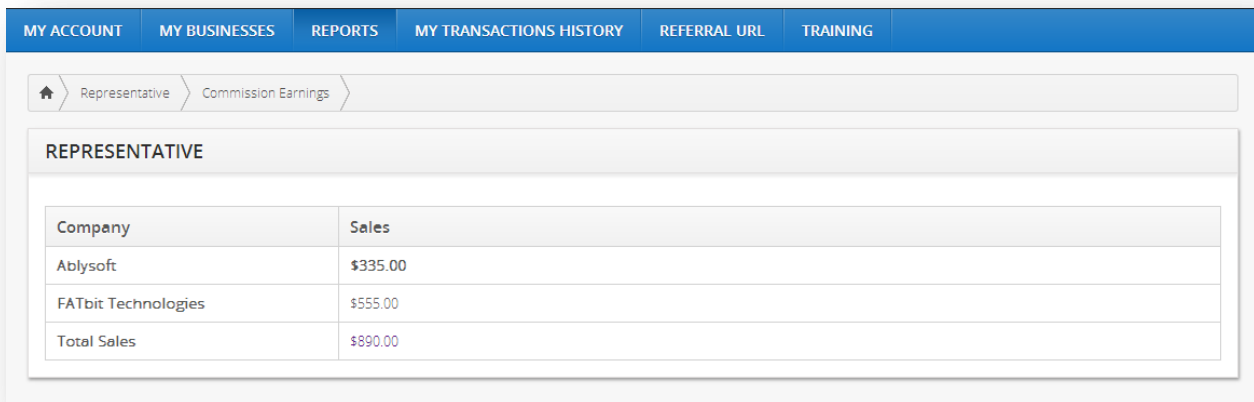 MY ACCOUNT MY BUSINESSES REPORTS MY TRANSACTIONS HISTORY REFERRAL URL TRAINING
Representative Commission Earnings
REPRESENTATIVE
Company Sales
Ablysoft $335.00
FATbit Technologies $555.00
Total Sales $890.00